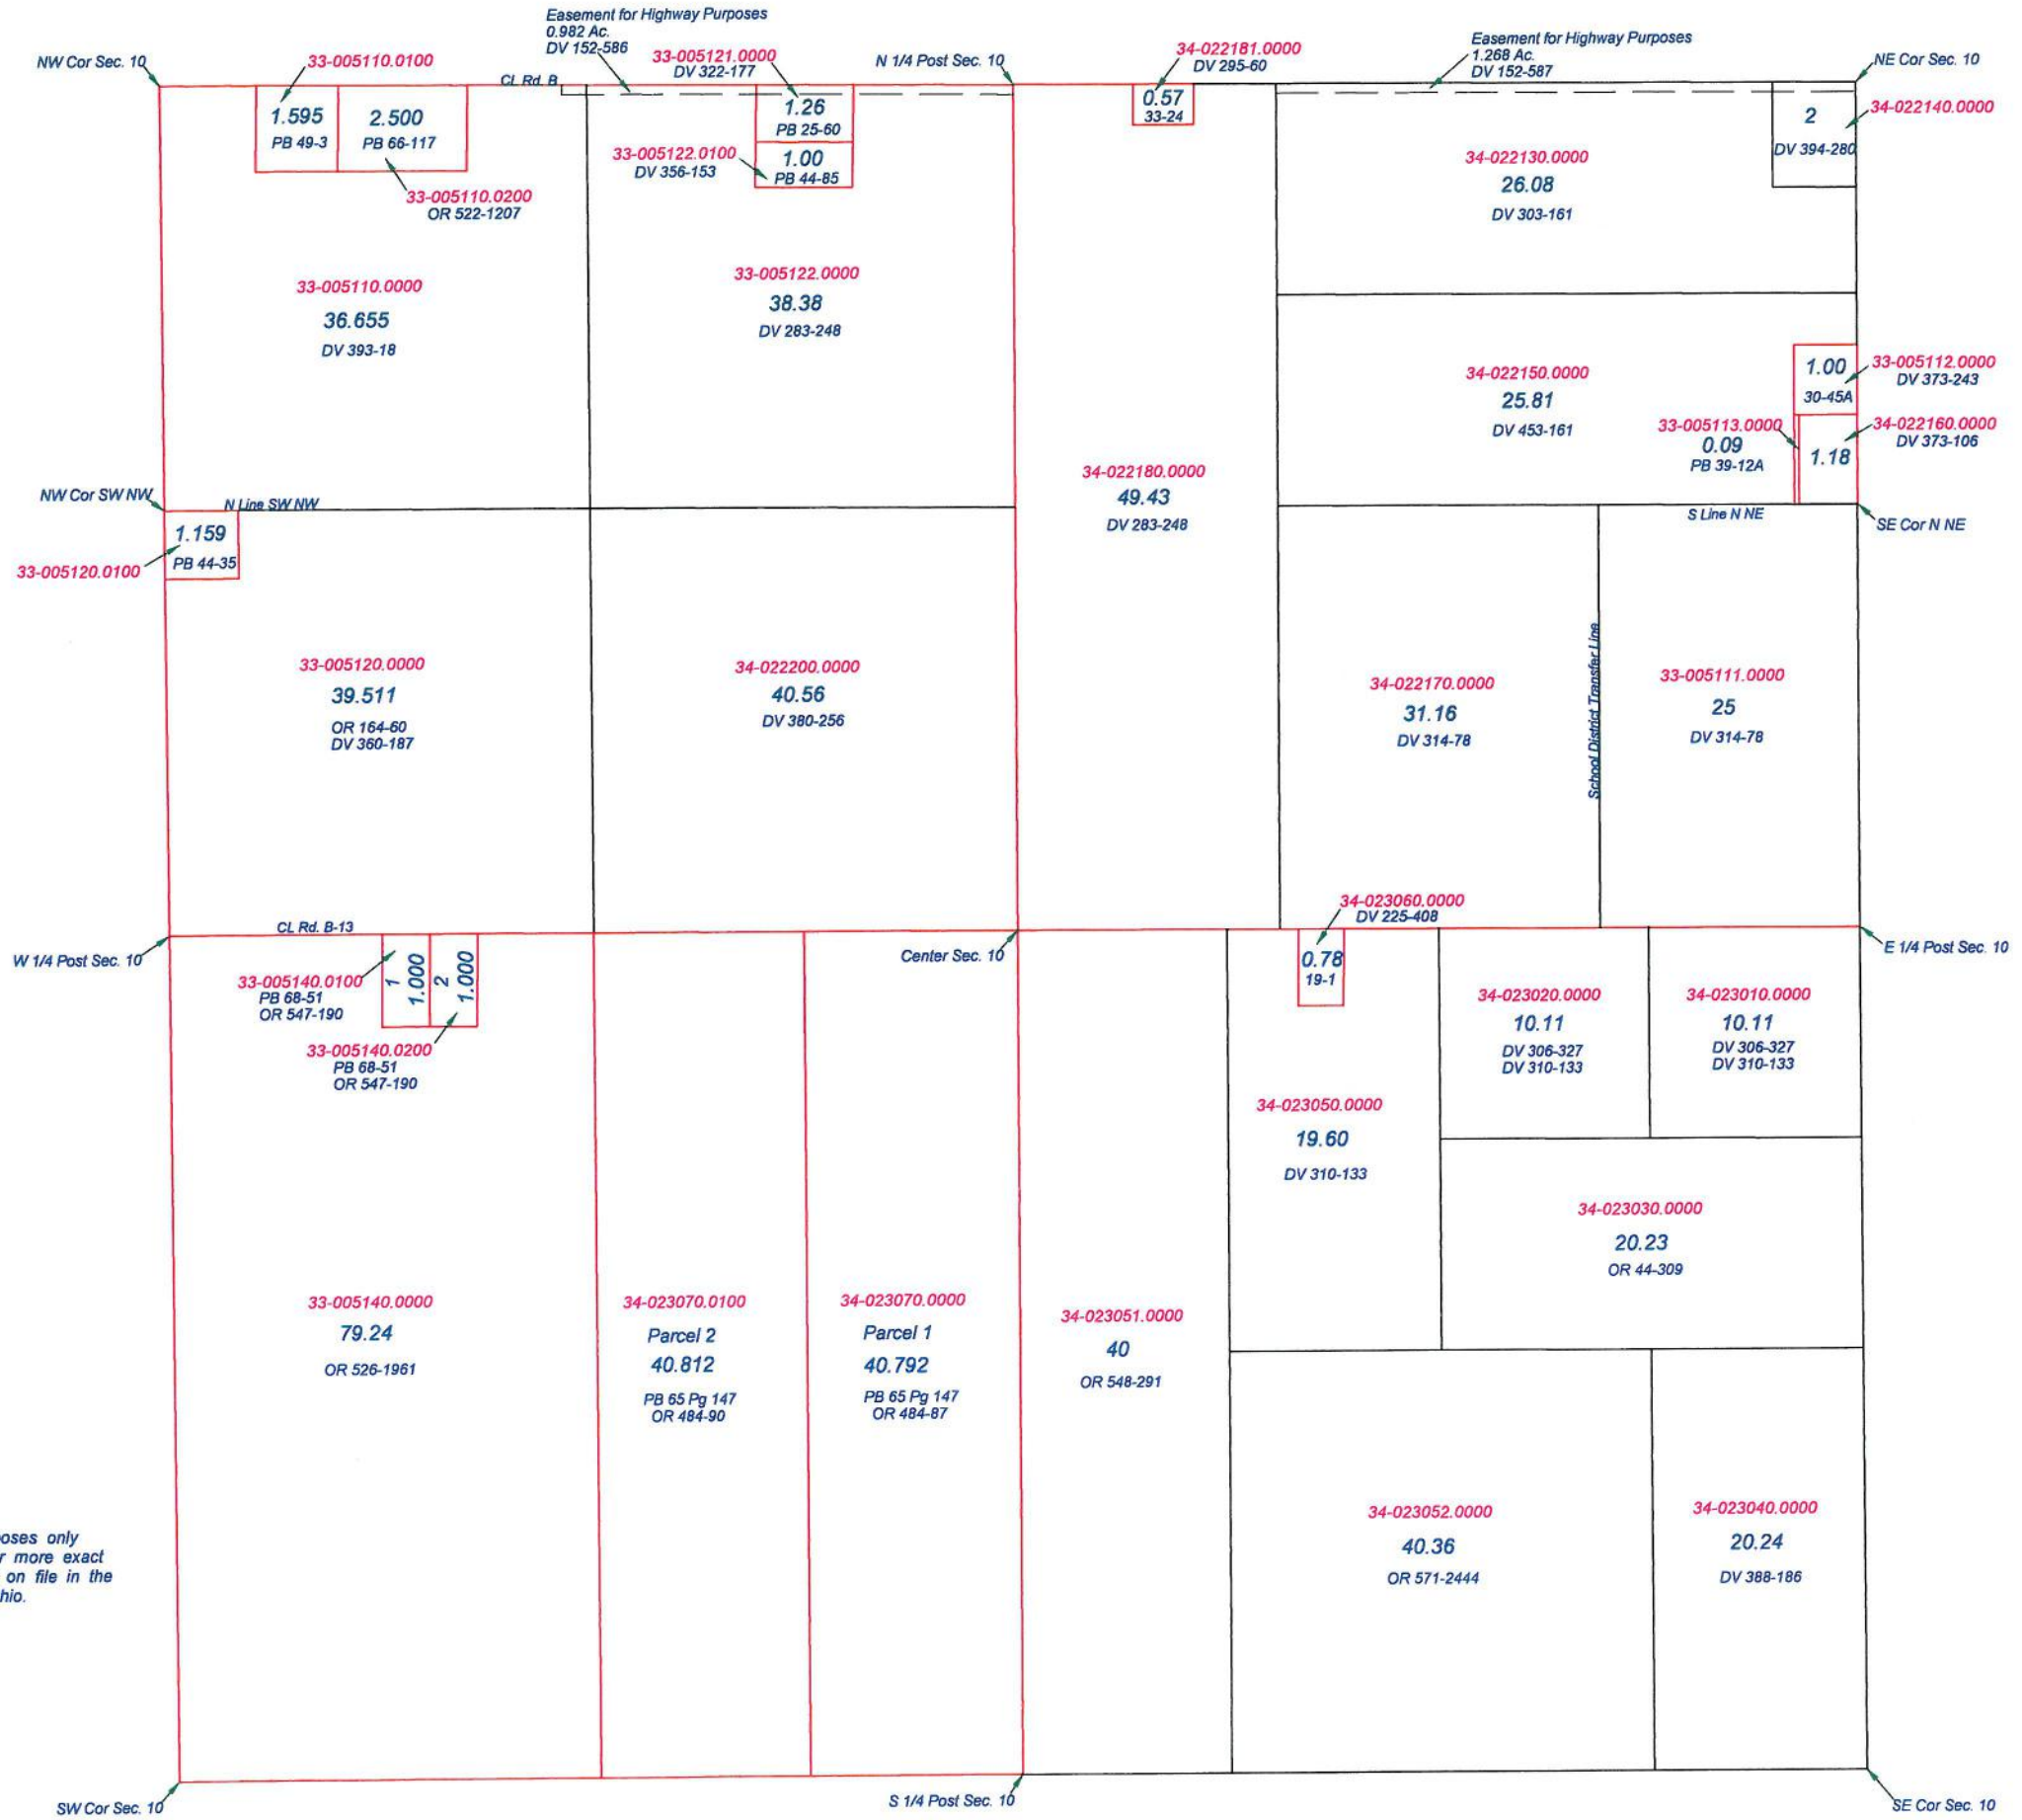 Easement for Highway Purposes
0.982 Ac.
DV 152-586
NW Cor Sec. 10
33-005110.0100
CL Rd. B
33-005121.0000
DV 322-177
N 1/4 Post Sec. 10
34-022181.0000
DV 295-60
Easement for Highway Purposes
1.268 Ac.
DV 152-587
NE Cor Sec. 10
1.595
PB 49-3
2.500
PB 66-117
33-005110.0200
OR 522-1207
1.26
PB 25-60
33-005122.0100
DV 356-153
1.00
PB 44-85
0.57
33-24
34-022130.0000
26.08
DV 303-161
2
DV 394-280
34-022140.0000
33-005110.0000
36.655
DV 393-18
33-005122.0000
38.38
DV 283-248
34-022150.0000
25.81
DV 453-161
1.00
30-45A
33-005112.0000
DV 373-243
33-005113.0000
0.09
PB 39-12A
1.18
34-022160.0000
DV 373-106
34-022180.0000
49.43
DV 283-248
NW Cor SW NW
N Line SW NW
S Line N NE
SE Cor N NE
1.159
PB 44-35
33-005120.0100
33-005120.0000
39.511
OR 164-60
DV 360-187
34-022200.0000
40.56
DV 380-256
34-022170.0000
31.16
DV 314-78
School District Transfer Line
33-005111.0000
25
DV 314-78
CL Rd. B-13
W 1/4 Post Sec. 10
Center Sec. 10
34-023060.0000
DV 225-408
E 1/4 Post Sec. 10
33-005140.0100
PB 68-51
OR 547-190
1
1.000
2
1.000
33-005140.0200
PB 68-51
OR 547-190
0.78
19-1
34-023020.0000
10.11
DV 306-327
DV 310-133
34-023010.0000
10.11
DV 306-327
DV 310-133
34-023050.0000
19.60
DV 310-133
34-023030.0000
20.23
OR 44-309
33-005140.0000
79.24
OR 526-1961
34-023070.0100
Parcel 2
40.812
PB 65 Pg 147
OR 484-90
34-023070.0000
Parcel 1
40.792
PB 65 Pg 147
OR 484-87
34-023051.0000
40
OR 548-291
34-023052.0000
40.36
OR 571-2444
34-023040.0000
20.24
DV 388-186
oses only
r more exact
on file in the
hio.
SW Cor Sec. 10
S 1/4 Post Sec. 10
SE Cor Sec. 10